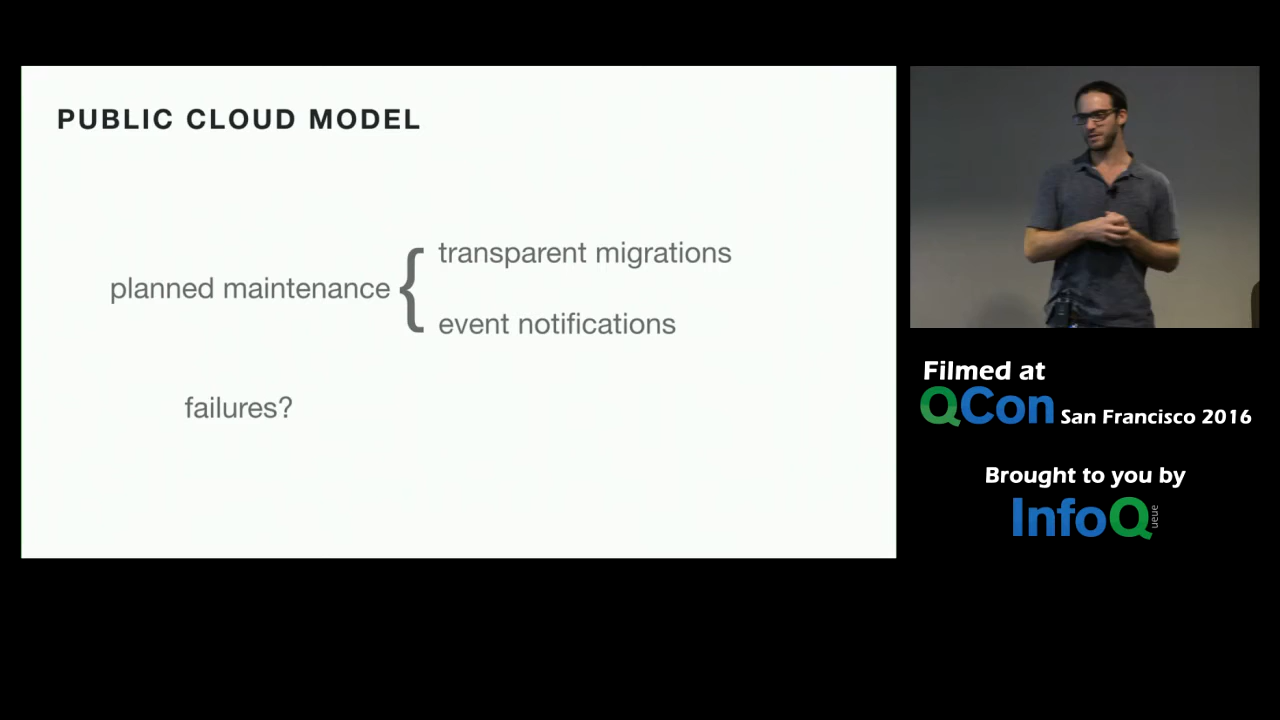 PUBLIC CLOUD MODEL
planned maintenance { transparent migrations
event notifications
failures?
Filmed at
QCon San Francisco 2016
Brought to you by
InfoQ
ueue